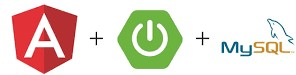 A + + MySQL